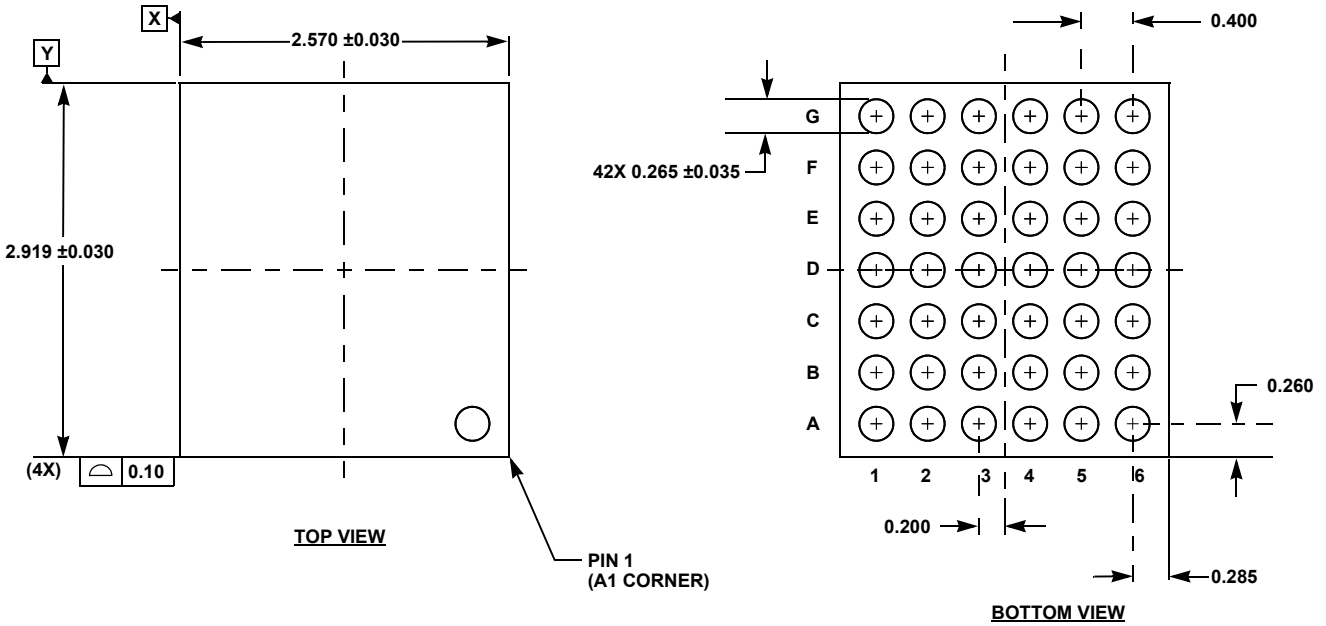 X
2.570 ±0.030
Y
2.919 ±0.030
(4X)
0.10
TOP VIEW
PIN 1
(A1 CORNER)
0.400
G
42X 0.265 ±0.035
F
E
D
C
B
A
0.260
1 2 3 4 5 6
0.200
0.285
BOTTOM VIEW